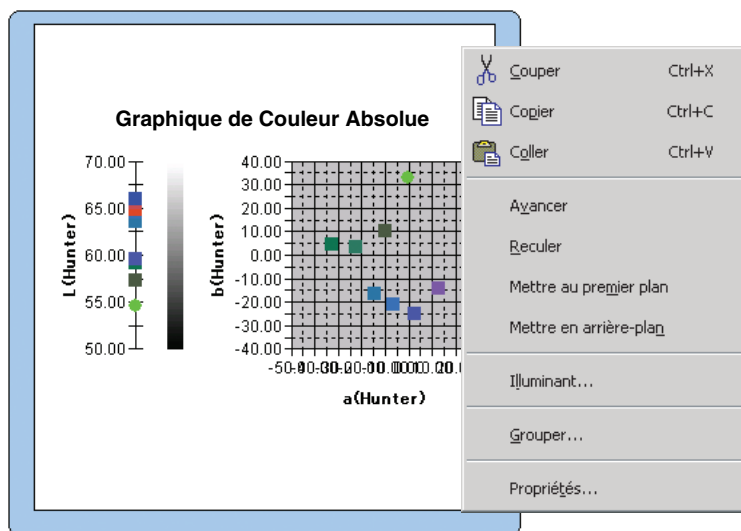 Graphique de Couleur Absolue
70.00
65.00
60.00
55.00
50.00
L(Hunter)
40.00
30.00
20.00
10.00
0.00
-10.00
-20.00
-30.00
-40.00
b(Hunter)
a(Hunter)
Couper Ctrl+X
Copier Ctrl+C
Coller Ctrl+V
Avancer
Reculer
Mettre au premier plan
Mettre en arrière-plan
Illuminant...
Grouper...
Propriétés...